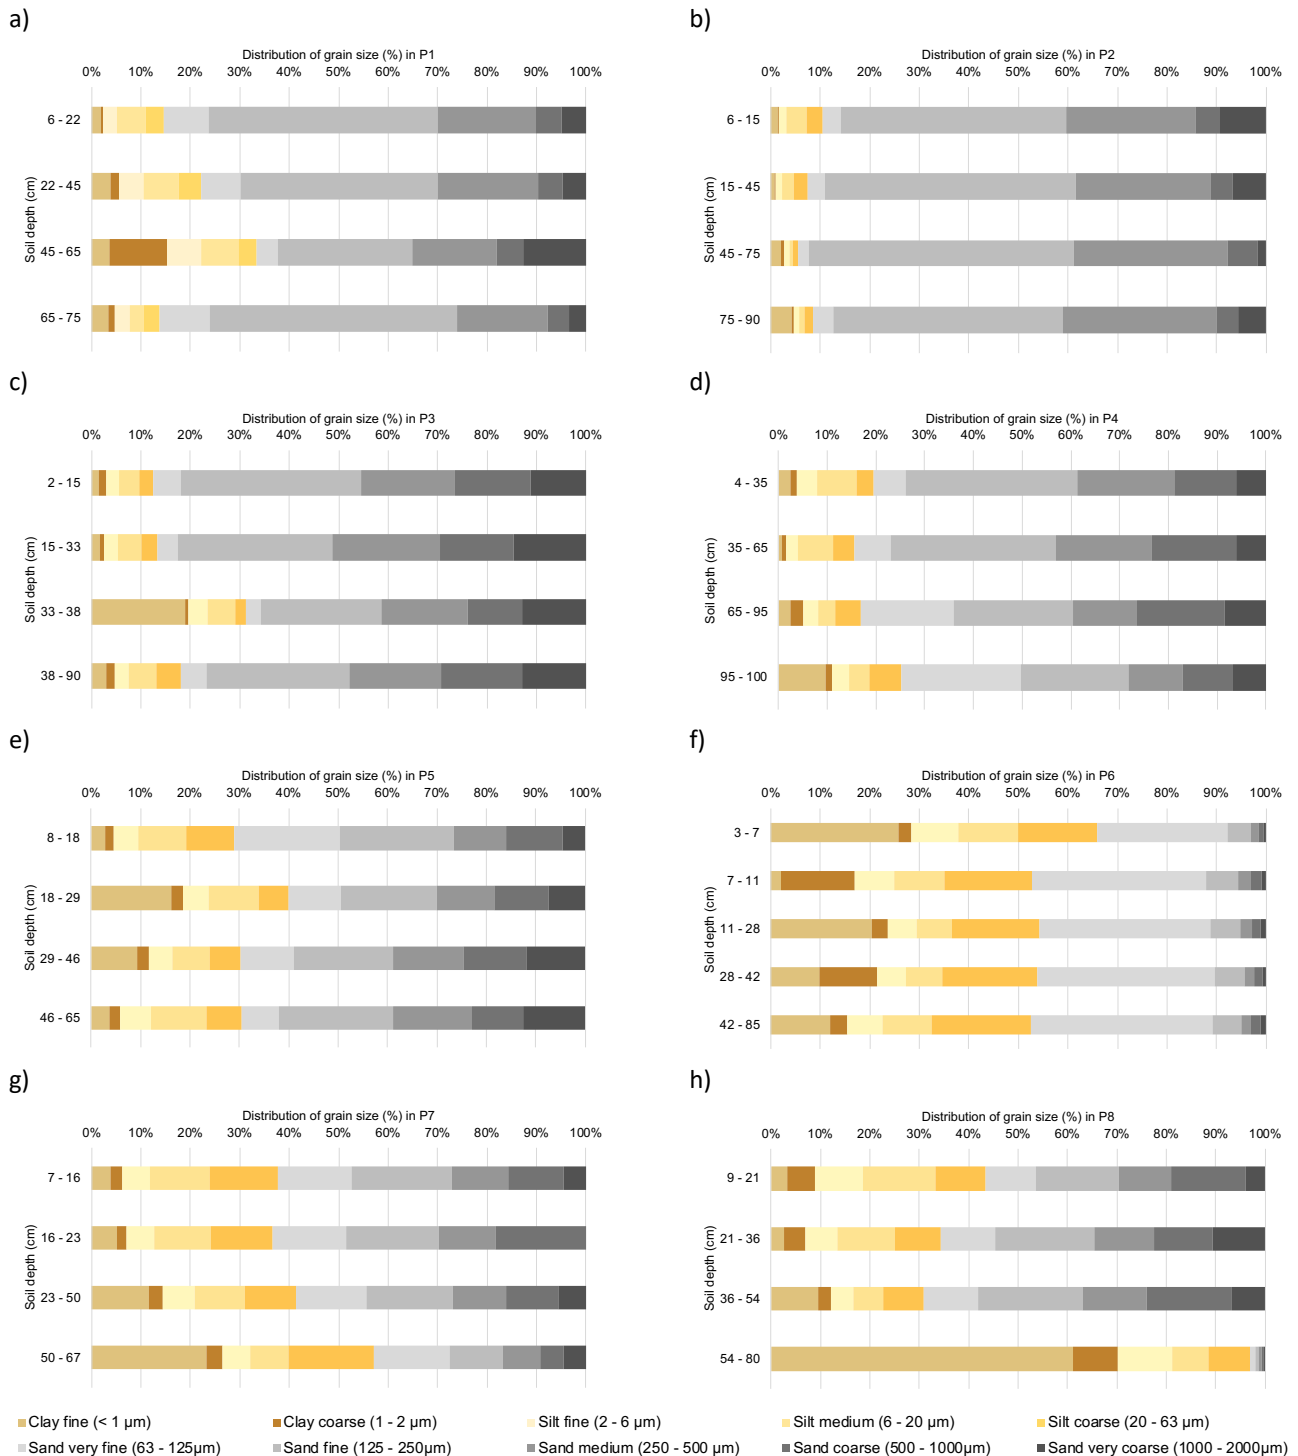 a)
Distribution of grain size (%) in P1
0% 10% 20% 30% 40% 50% 60% 70% 80% 90% 100%
Soil depth (cm)
6 - 22
22 - 45
45 - 65
65 - 75
b)
Distribution of grain size (%) in P2
0% 10% 20% 30% 40% 50% 60% 70% 80% 90% 100%
Soil depth (cm)
6 - 15
15 - 45
45 - 75
75 - 90
c)
Distribution of grain size (%) in P3
0% 10% 20% 30% 40% 50% 60% 70% 80% 90% 100%
Soil depth (cm)
2 - 15
15 - 33
33 - 38
38 - 90
d)
Distribution of grain size (%) in P4
0% 10% 20% 30% 40% 50% 60% 70% 80% 90% 100%
Soil depth (cm)
4 - 35
35 - 65
65 - 95
95 - 100
e)
Distribution of grain size (%) in P5
0% 10% 20% 30% 40% 50% 60% 70% 80% 90% 100%
Soil depth (cm)
8 - 18
18 - 29
29 - 46
46 - 65
f)
Distribution of grain size (%) in P6
0% 10% 20% 30% 40% 50% 60% 70% 80% 90% 100%
Soil depth (cm)
3 - 7
7 - 11
11 - 28
28 - 42
42 - 85
g)
Distribution of grain size (%) in P7
0% 10% 20% 30% 40% 50% 60% 70% 80% 90% 100%
Soil depth (cm)
7 - 16
16 - 23
23 - 50
50 - 67
h)
Distribution of grain size (%) in P8
0% 10% 20% 30% 40% 50% 60% 70% 80% 90% 100%
Soil depth (cm)
9 - 21
21 - 36
36 - 54
54 - 80
Clay fine (< 1 µm) Clay coarse (1 - 2 µm) Silt fine (2 - 6 µm) Silt medium (6 - 20 µm) Silt coarse (20 - 63 µm)
Sand very fine (63 - 125µm) Sand fine (125 - 250µm) Sand medium (250 - 500 µm) Sand coarse (500 - 1000µm) Sand very coarse (1000 - 2000µm)